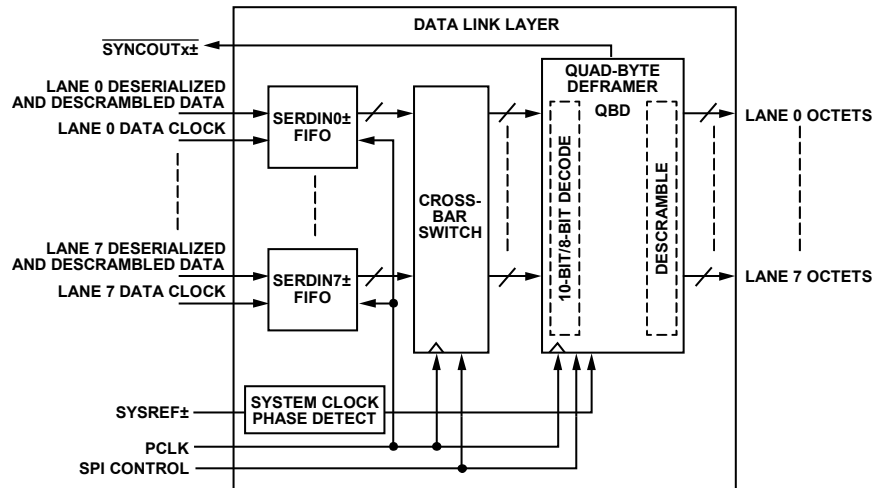 DATA LINK LAYER
SYNCOUTx±
QUAD-BYTE
DEFRAMER
QBD
LANE 0 DESERIALIZED
AND DESCRAMBLED DATA
LANE 0 DATA CLOCK
SERDIN0±
FIFO
LANE 0 OCTETS
CROSS-
BAR
SWITCH
10-BIT/8-BIT DECODE
DESCRAMBLE
LANE 7 DESERIALIZED
AND DESCRAMBLED DATA
LANE 7 DATA CLOCK
SERDIN7±
FIFO
LANE 7 OCTETS
SYSREF±
SYSTEM CLOCK
PHASE DETECT
PCLK
SPI CONTROL